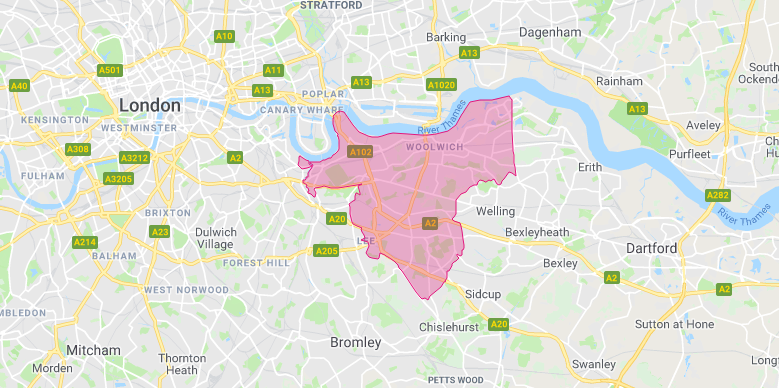 STRATFORD
A10
Barking
Dagenham
A13
A501
A11
South
Ockende
A40
A13
A1020
Rainham
A13
POPLAR
London
CANARY WHARF
A13
KENSINGTON
WESTMINSTER
River Thames
Aveley
A308
A3212
A2
A102
WOOLWICH
Purfleet
Ch
Hu
FULHAM
A3205
Erith
A282
BRIXTON
A20
Welling
River Thames
A214
A23
Dulwich
Village
LEE
A2
Bexleyheath
Dartford
BALHAM
A205
FOREST HILL
Bexley
A2
A2
WEST NORWOOD
Sidcup
MBLEDON
Chislehurst
A20
Sutton at Hone
Mitcham
Bromley
Morden
Thornton
Heath
Swanley
Longf
PETTS WOOD